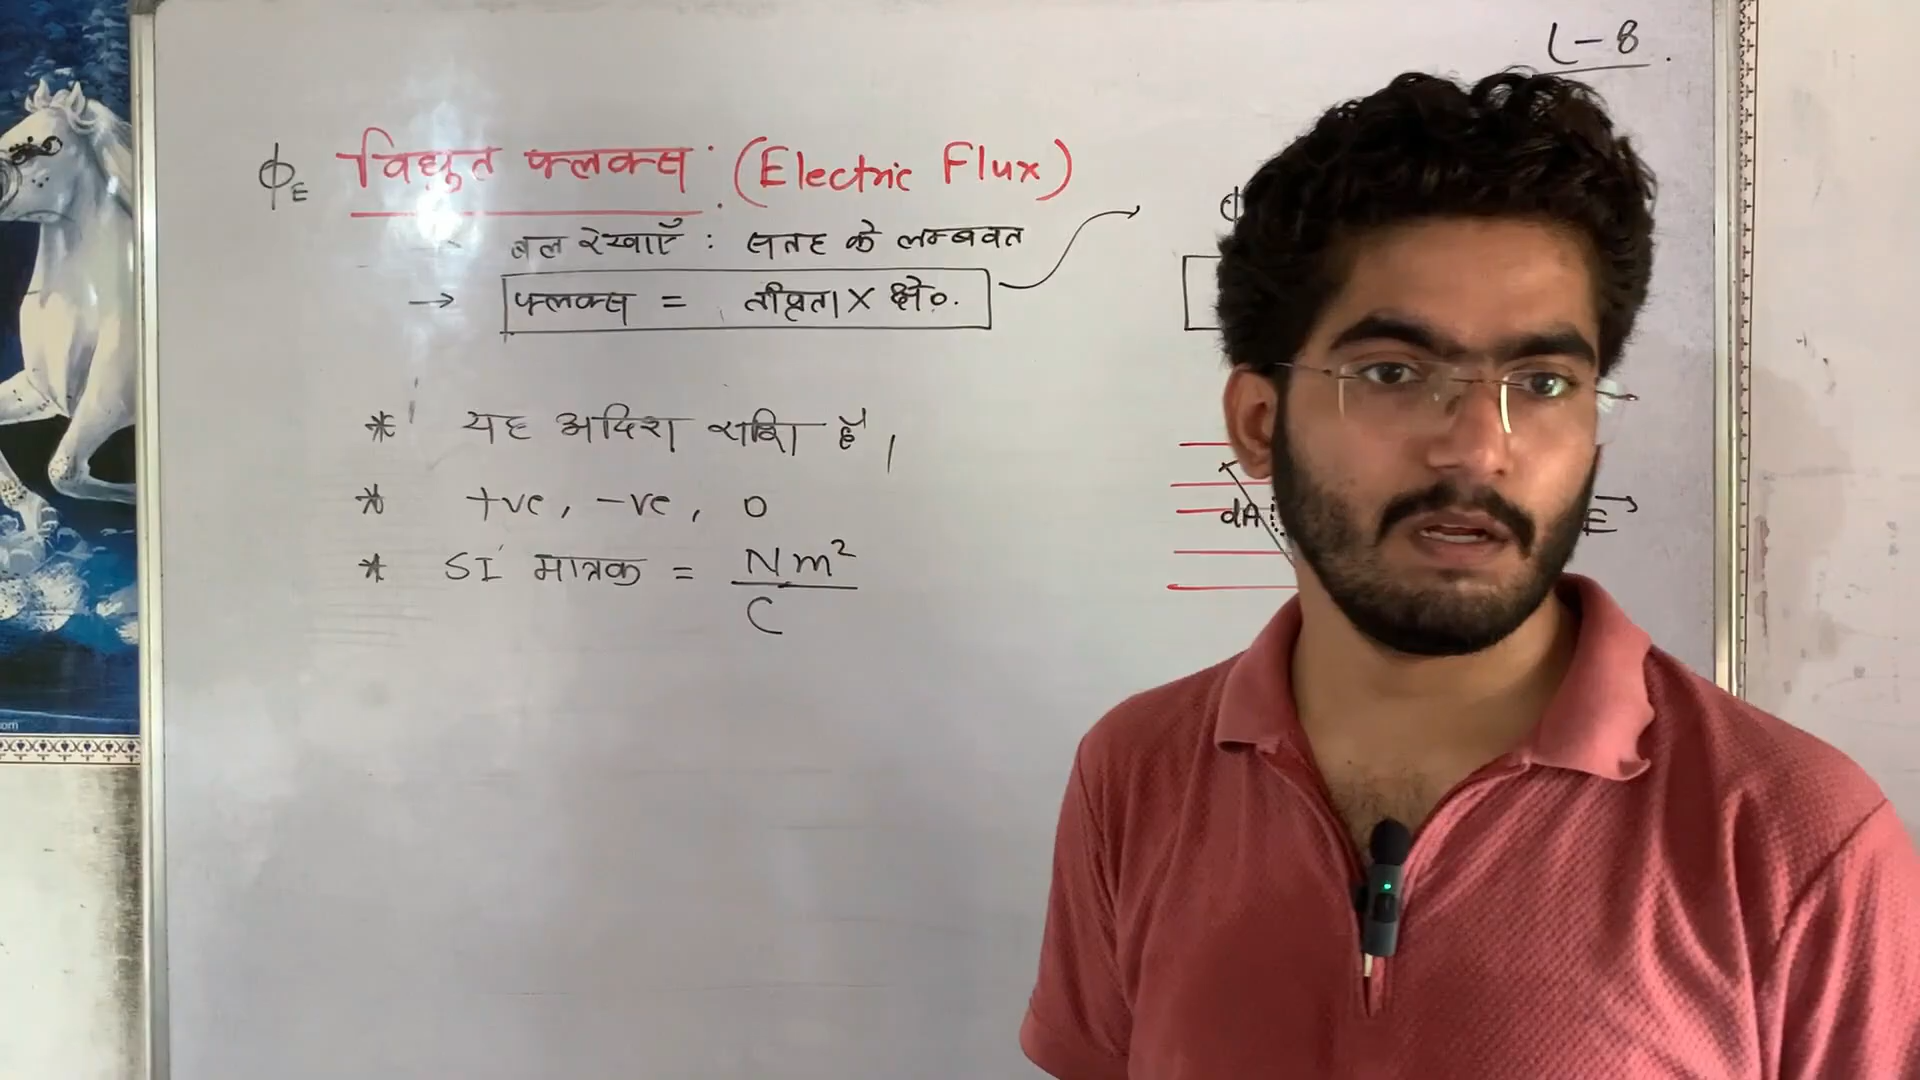 L-8.
ϕE विद्युत फ्लक्स : (Electric Flux)
बल रेखाएँ : सतह के लम्बवत
→ फ्लक्स = तीव्रता × क्षे०.
ϕ
* यह अदिश राशि है।
* +ve, -ve, 0
* SI मात्रक = Nm²/C
dA
E
om